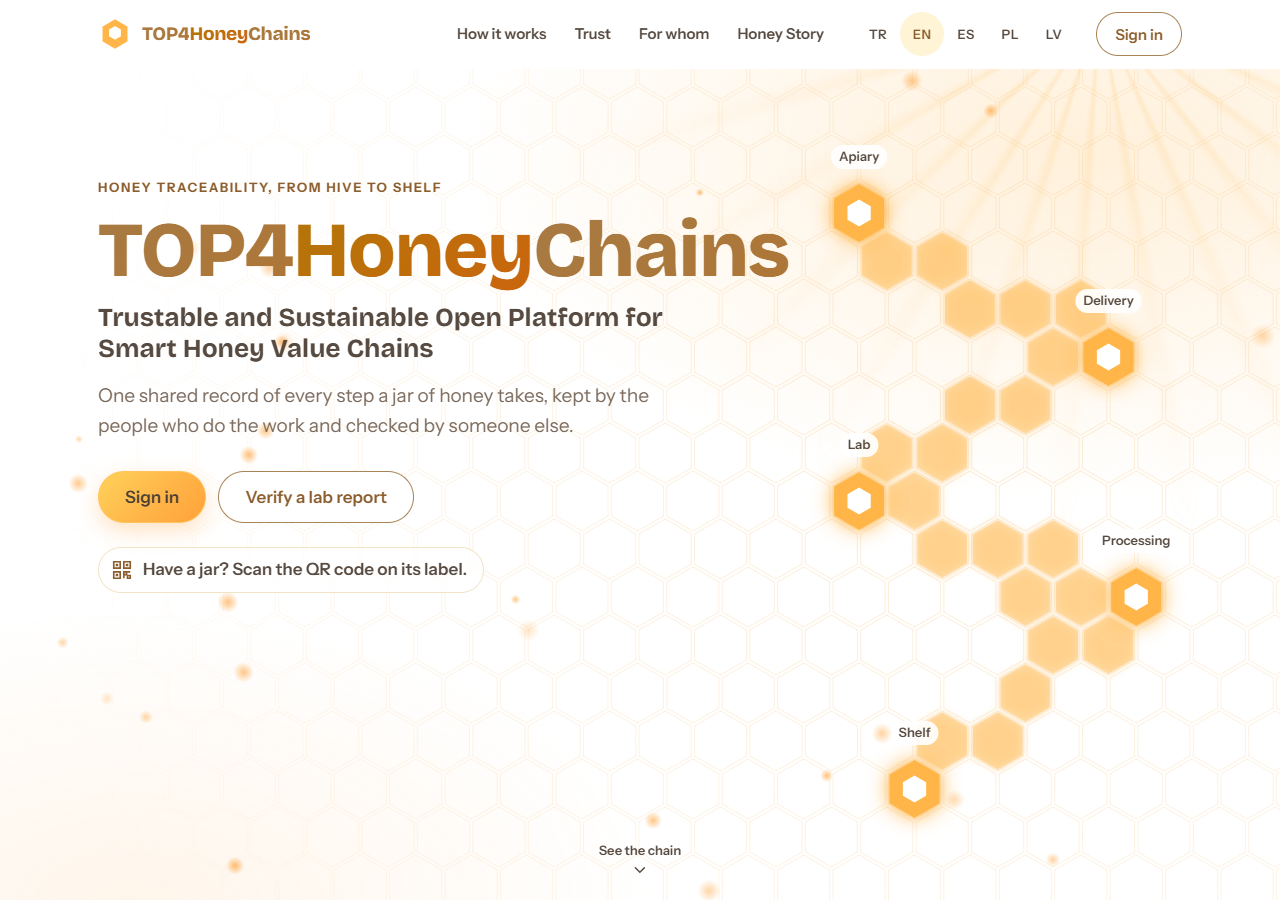 TOP4HoneyChains
How it works
Trust
For whom
Honey Story
TR
EN
ES
PL
LV
Sign in
HONEY TRACEABILITY, FROM HIVE TO SHELF
TOP4HoneyChains
Trustable and Sustainable Open Platform for
Smart Honey Value Chains
One shared record of every step a jar of honey takes, kept by the
people who do the work and checked by someone else.
Sign in
Verify a lab report
Have a jar? Scan the QR code on its label.
Apiary
Delivery
Lab
Processing
Shelf
See the chain